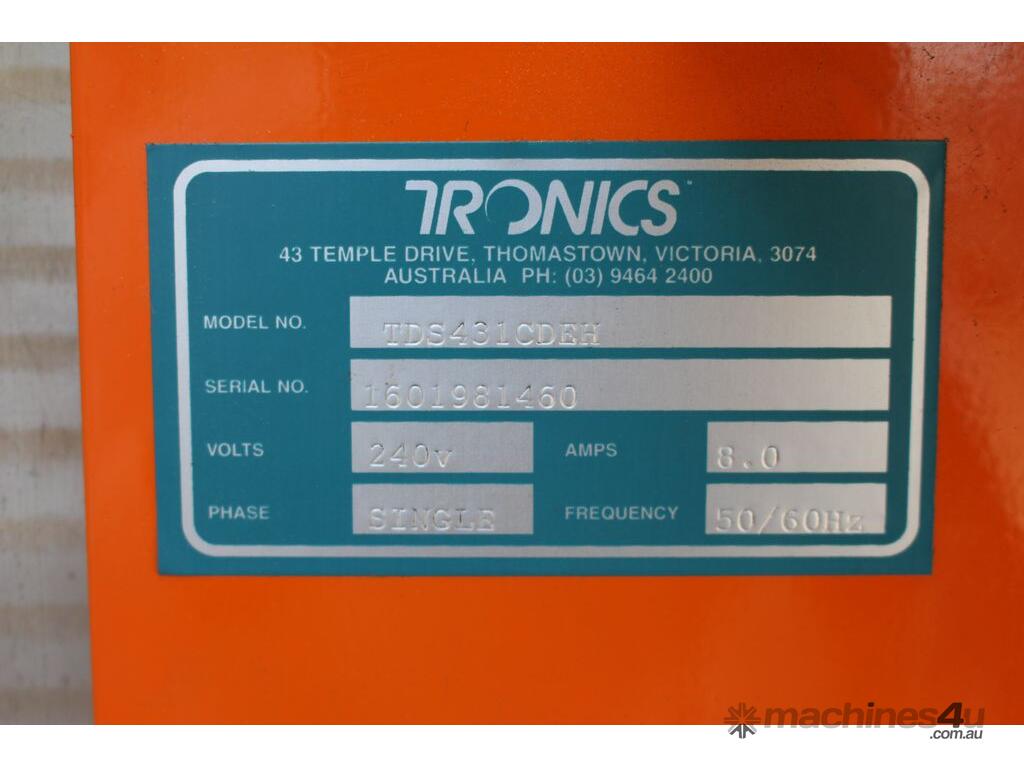 TRONICS™
43 TEMPLE DRIVE, THOMASTOWN, VICTORIA, 3074
AUSTRALIA PH: (03) 9464 2400
MODEL NO. TDS431CDEH
SERIAL NO. 1601981460
VOLTS 240v AMPS 8.0
PHASE SINGLE FREQUENCY 50/60Hz
machines4u
.com.au